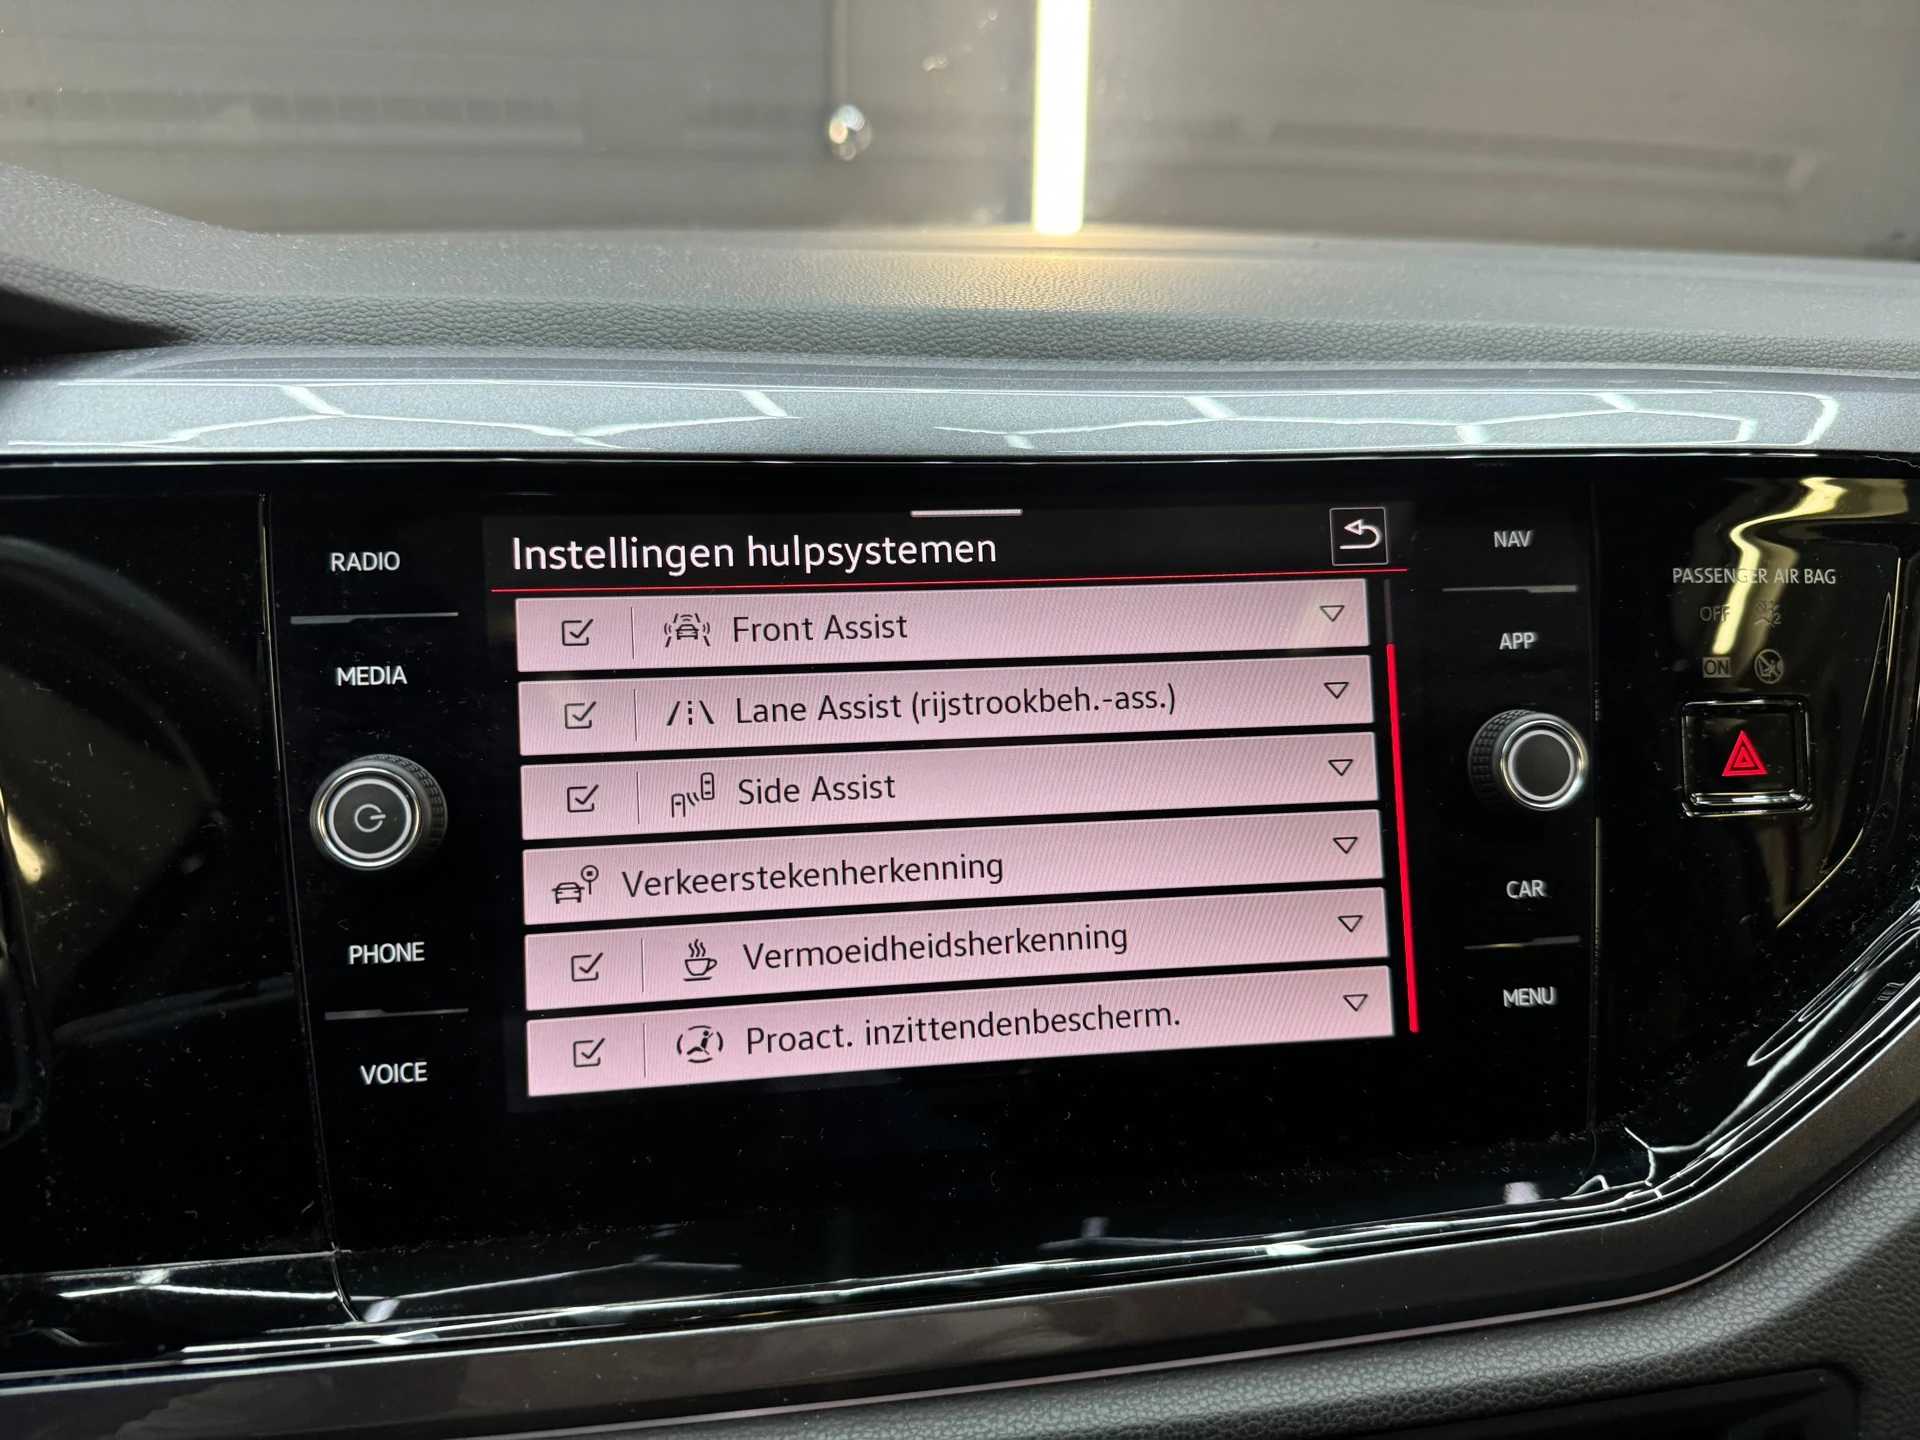 RADIO
MEDIA
PHONE
VOICE
Instellingen hulpsystemen
Front Assist
Lane Assist (rijstrookbeh.-ass.)
Side Assist
Verkeerstekenherkenning
Vermoeidheidsherkenning
Proact. inzittendenbescherm.
NAV
APP
CAR
MENU
PASSENGER AIR BAG
OFF
ON